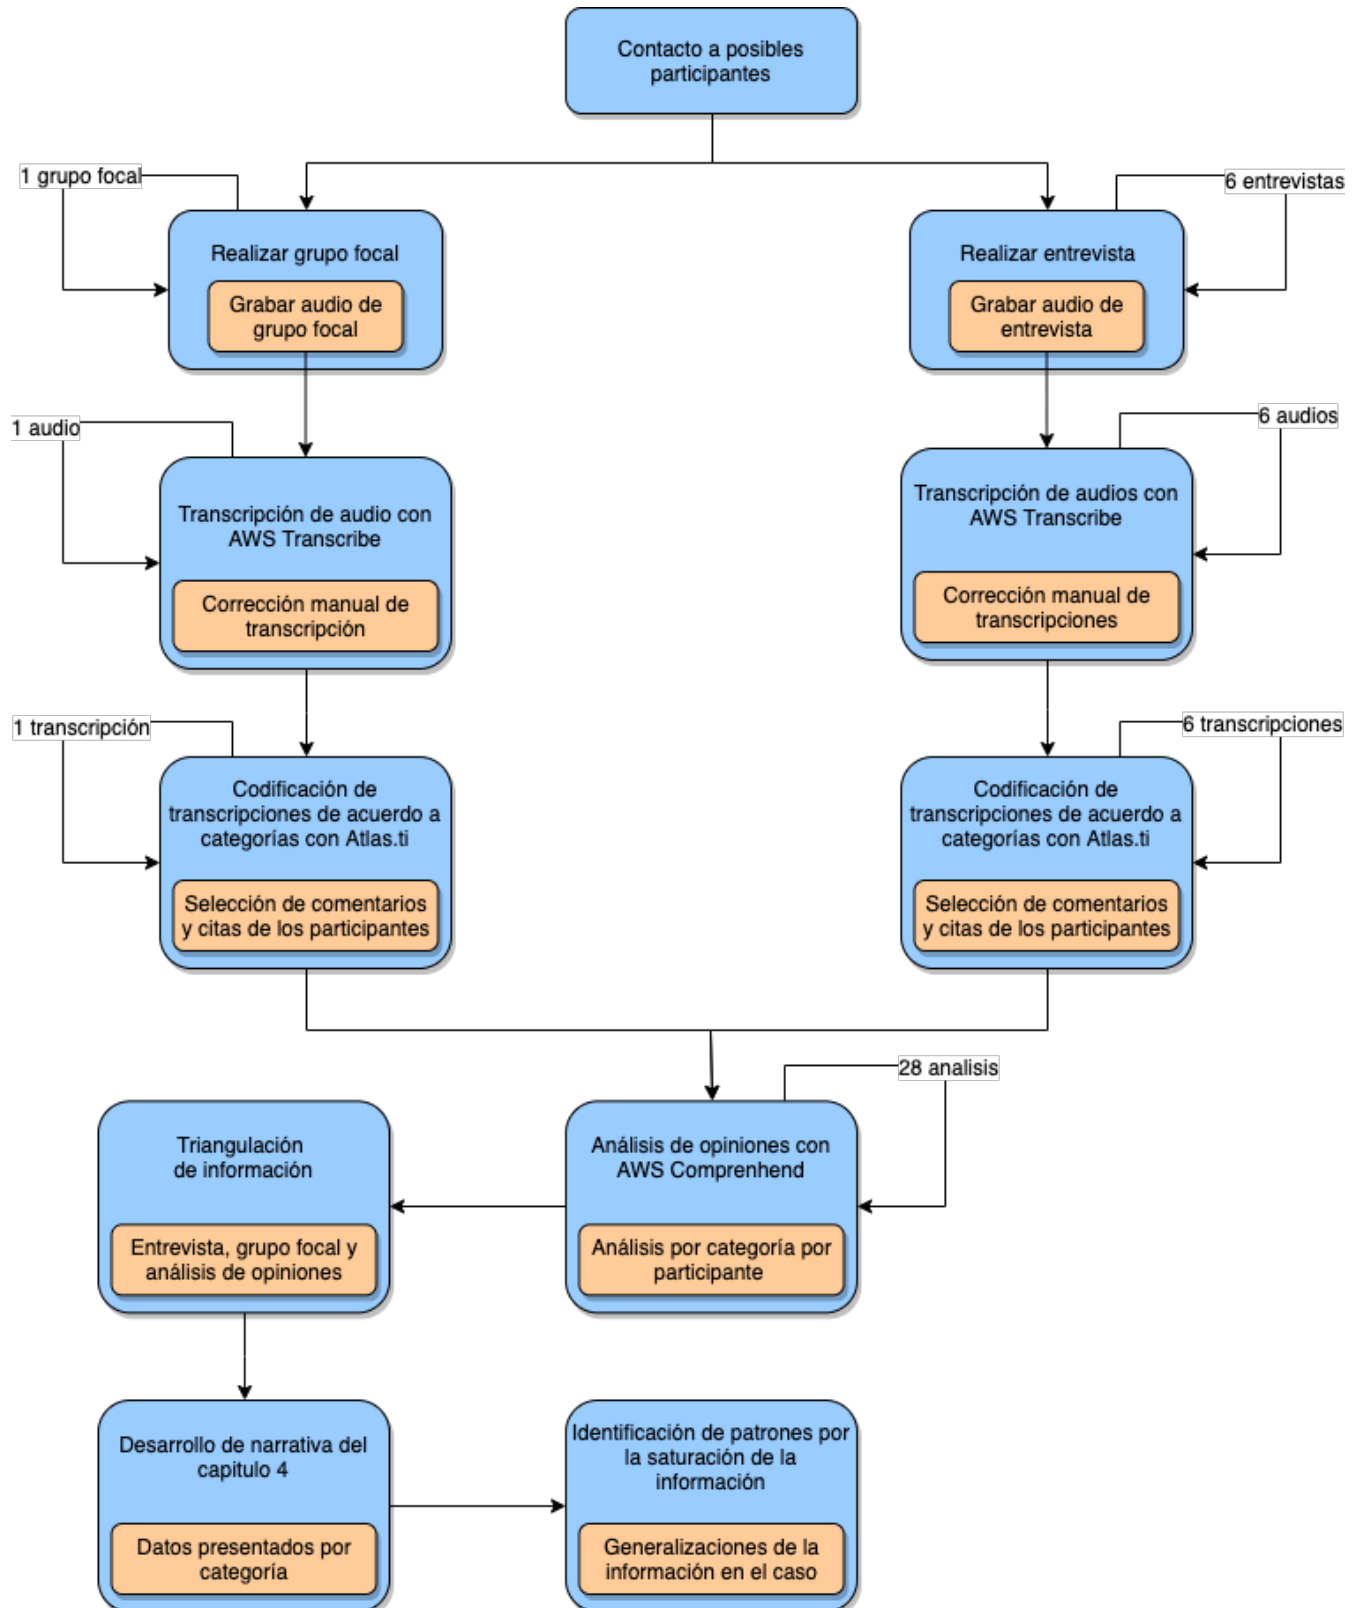 Contacto a posibles
participantes
1 grupo focal
6 entrevistas
Realizar grupo focal
Grabar audio de
grupo focal
Realizar entrevista
Grabar audio de
entrevista
1 audio
6 audios
Transcripción de audio con
AWS Transcribe
Corrección manual de
transcripción
Transcripción de audios con
AWS Transcribe
Corrección manual de
transcripciones
1 transcripción
6 transcripciones
Codificación de
transcripciones de acuerdo a
categorías con Atlas.ti
Selección de comentarios
y citas de los participantes
Codificación de
transcripciones de acuerdo a
categorías con Atlas.ti
Selección de comentarios
y citas de los participantes
28 analisis
Triangulación
de información
Entrevista, grupo focal y
análisis de opiniones
Análisis de opiniones con
AWS Comprenhend
Análisis por categoría por
participante
Desarrollo de narrativa del
capitulo 4
Datos presentados por
categoría
Identificación de patrones por
la saturación de la
información
Generalizaciones de la
información en el caso